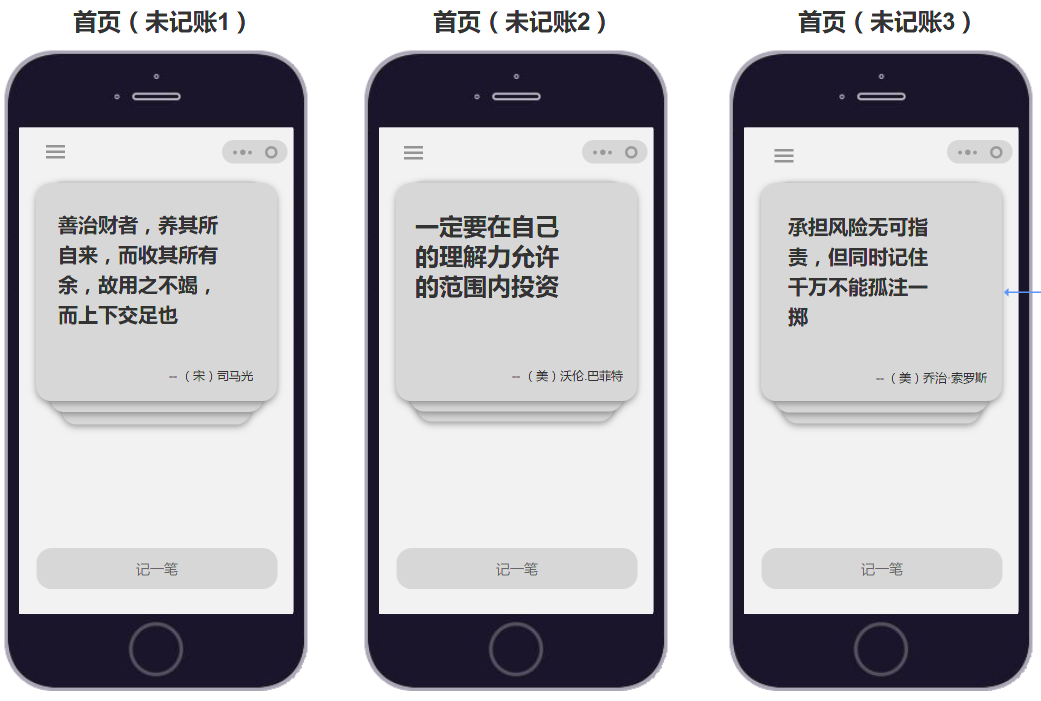 首页（未记账1）
善治财者，养其所
自来，而收其所有
余，故用之不竭，
而上下交足也
--（宋）司马光
记一笔
首页（未记账2）
一定要在自己
的理解力允许
的范围内投资
--（美）沃伦.巴菲特
记一笔
首页（未记账3）
承担风险无可指
责，但同时记住
千万不能孤注一
掷
--（美）乔治·索罗斯
记一笔